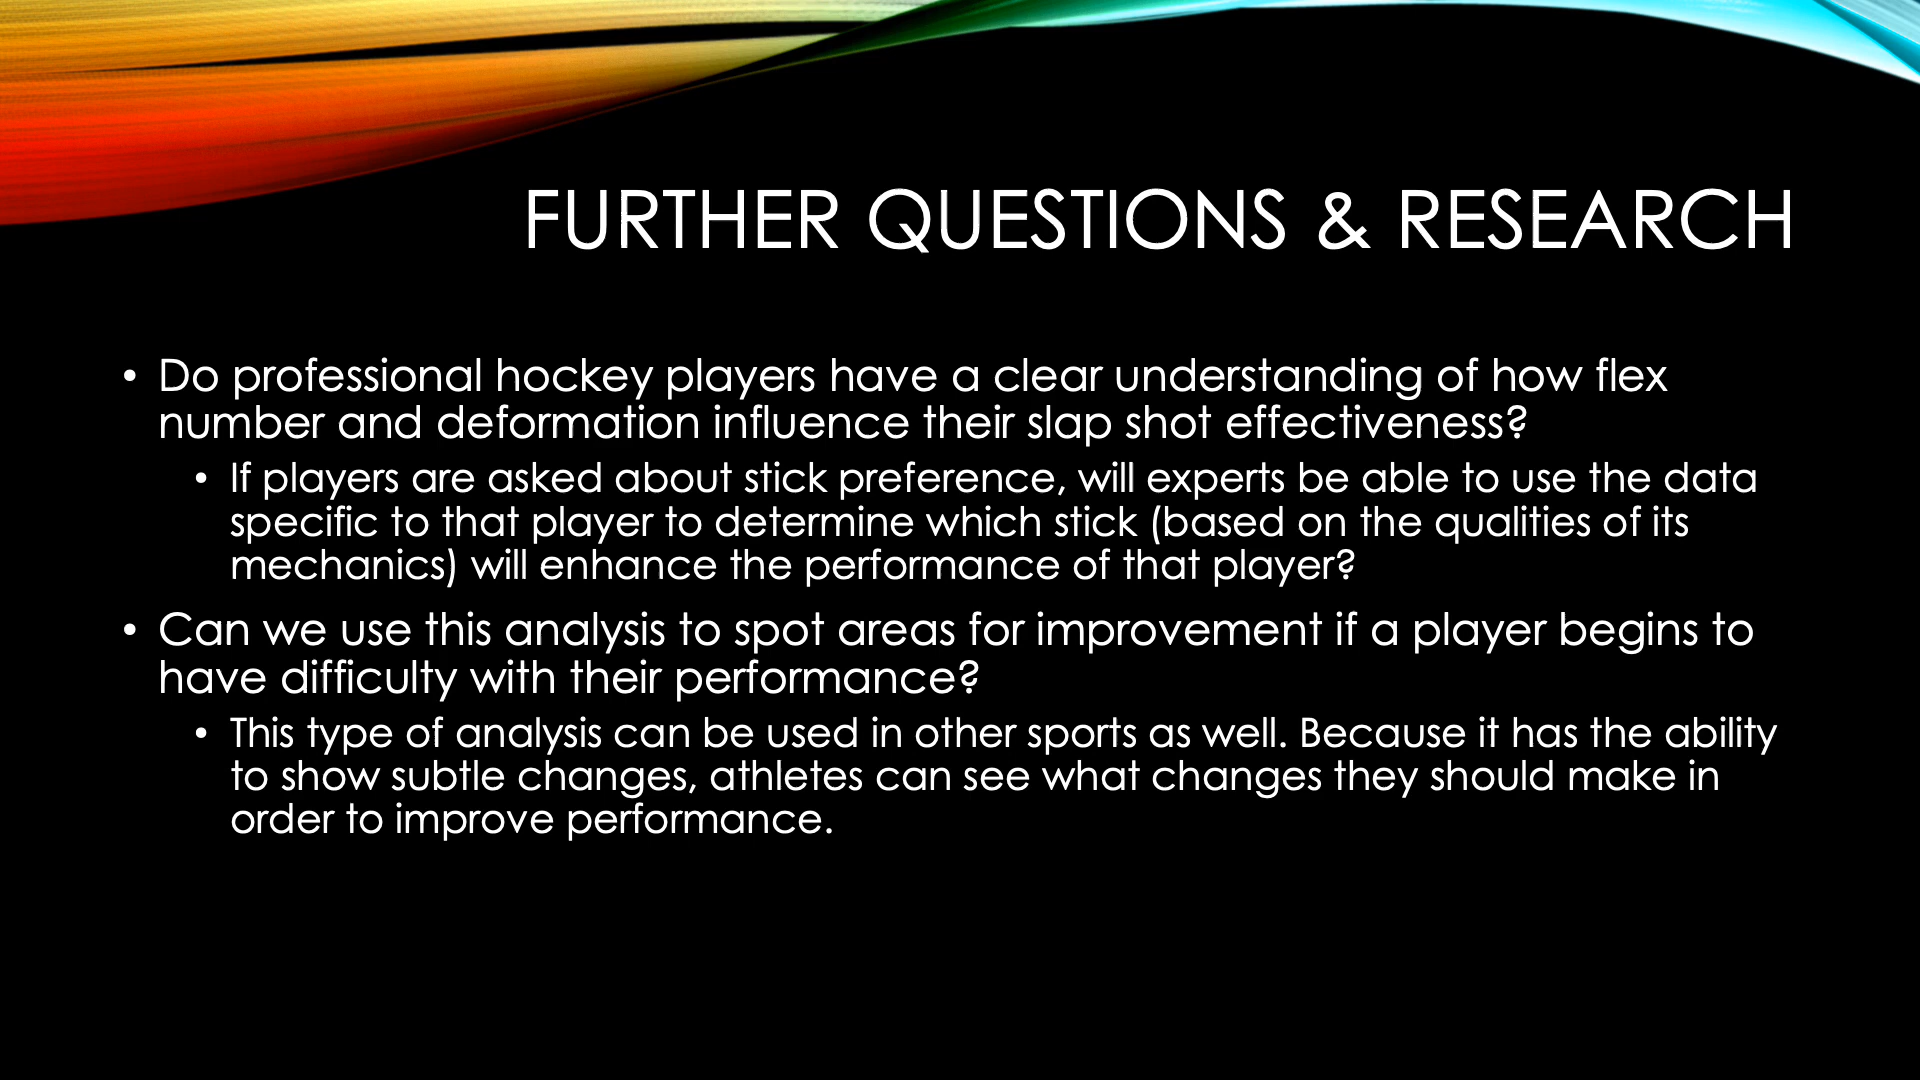 FURTHER QUESTIONS & RESEARCH
• Do professional hockey players have a clear understanding of how flex
number and deformation influence their slap shot effectiveness?
• If players are asked about stick preference, will experts be able to use the data
specific to that player to determine which stick (based on the qualities of its
mechanics) will enhance the performance of that player?
• Can we use this analysis to spot areas for improvement if a player begins to
have difficulty with their performance?
• This type of analysis can be used in other sports as well. Because it has the ability
to show subtle changes, athletes can see what changes they should make in
order to improve performance.